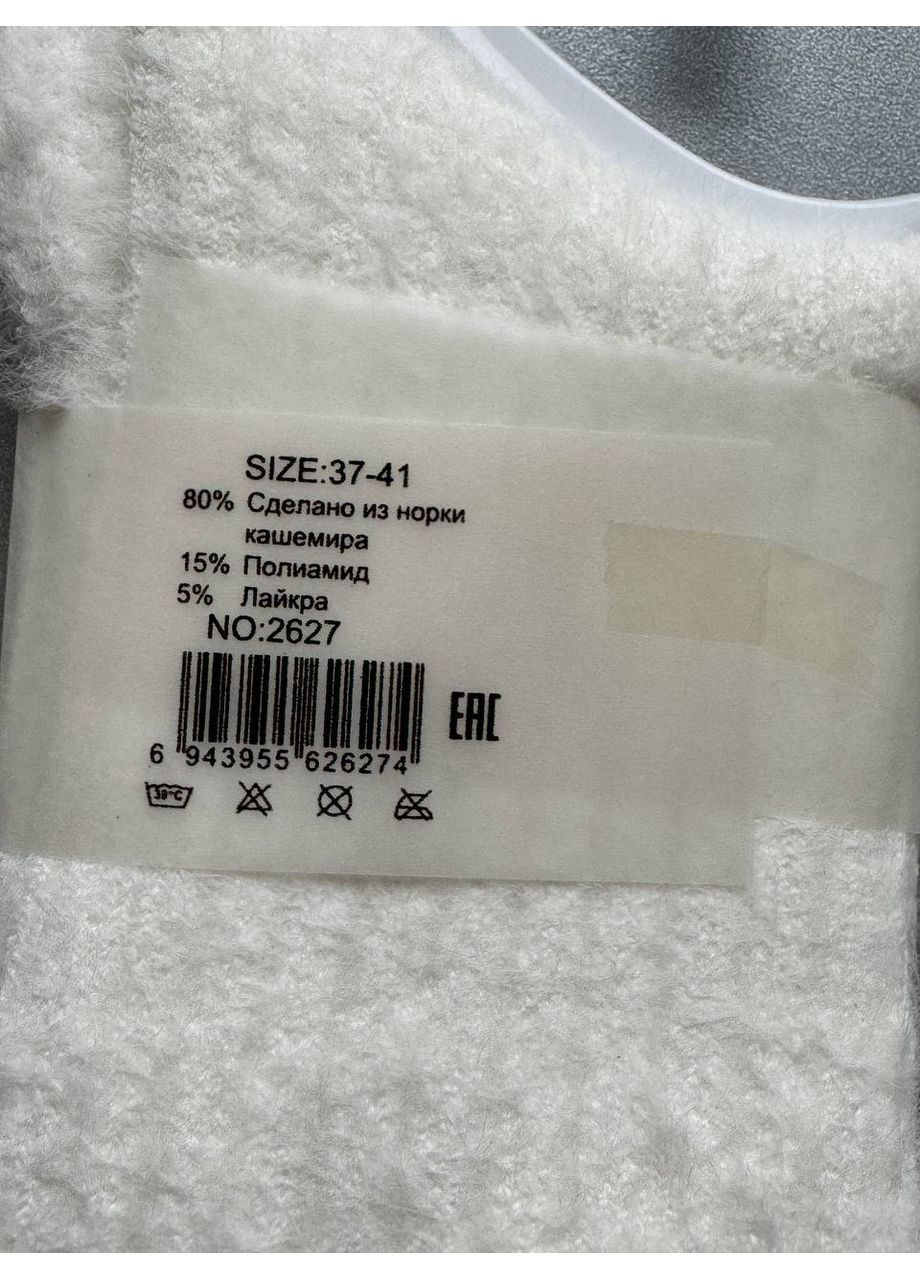 SIZE:37-41
80% Сделано из норки
кашемира
15% Полиамид
5% Лайкра
NO:2627
EAC
6 943955 626274
30°C